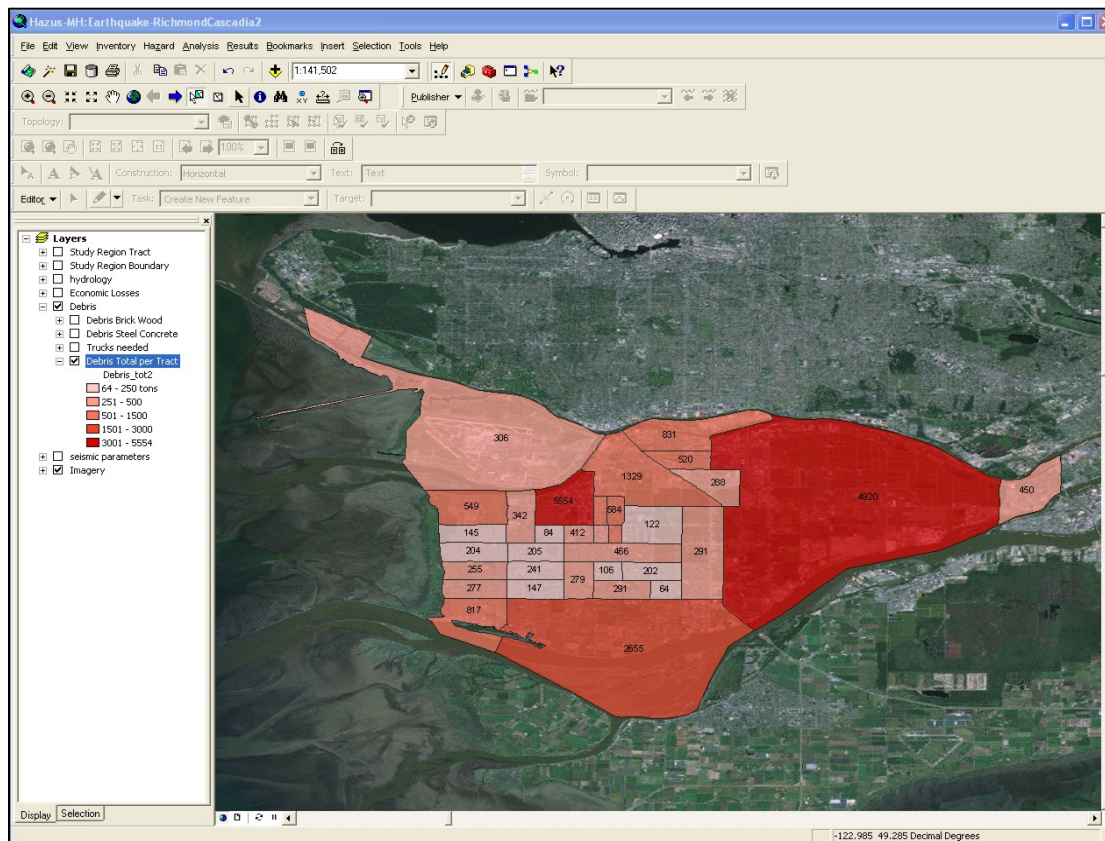 Hazus-MH:Earthquake-RichmondCascadia2
File Edit View Inventory Hazard Analysis Results Bookmarks Insert Selection Tools Help
1:141,502
Publisher
Topology:
100%
Construction: Horizontal Text: Text Symbol:
Editor Task: Create New Feature Target:
Layers
Study Region Tract
Study Region Boundary
hydrology
Economic Losses
Debris
Debris Brick Wood
Debris Steel Concrete
Trucks needed
Debris Total per Tract
Debris_tot2
64 - 250 tons
251 - 500
501 - 1500
1501 - 3000
3001 - 5554
seismic parameters
Imagery
306
831
520
1329
288
4920
450
549
342
5554
584
122
145
84
412
204
205
466
291
255
241
279
106
202
277
147
291
64
817
2655
Display Selection
-122.985 49.285 Decimal Degrees